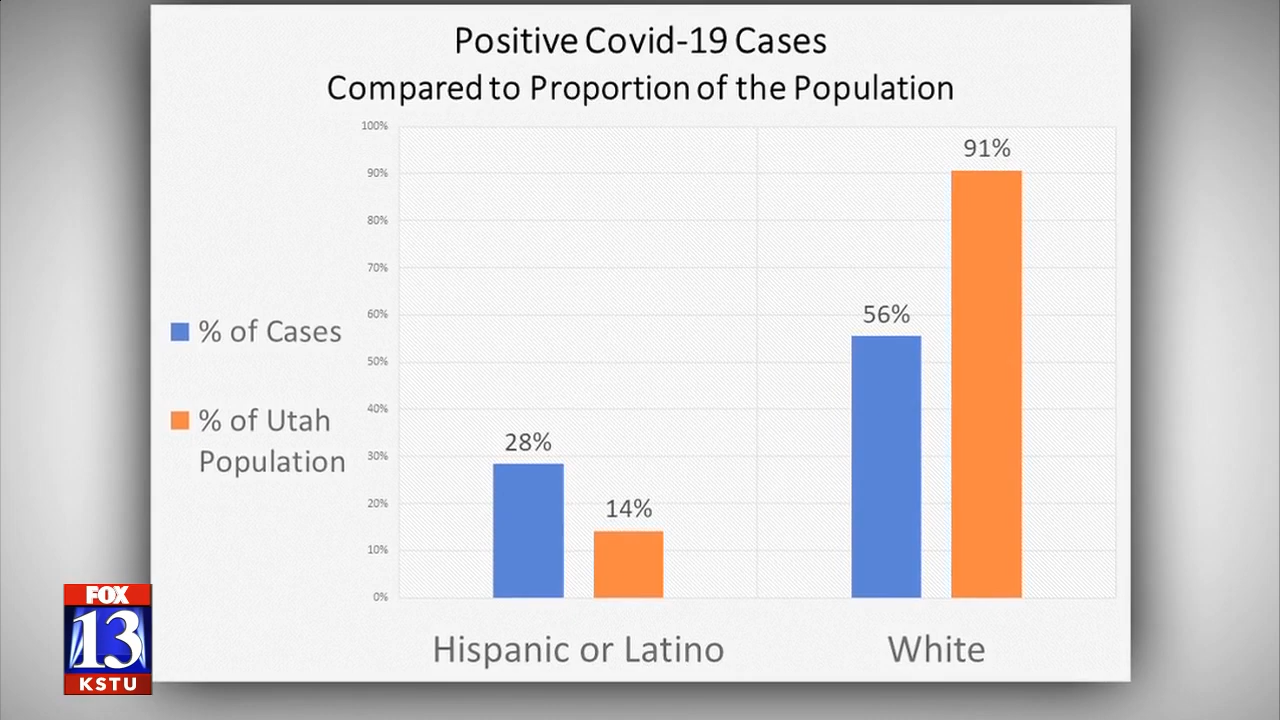 Positive Covid-19 Cases
Compared to Proportion of the Population
100%
90%
80%
70%
60%
50%
40%
30%
20%
10%
0%
28%
14%
56%
91%
% of Cases
% of Utah
Population
Hispanic or Latino
White
FOX
13
KSTU